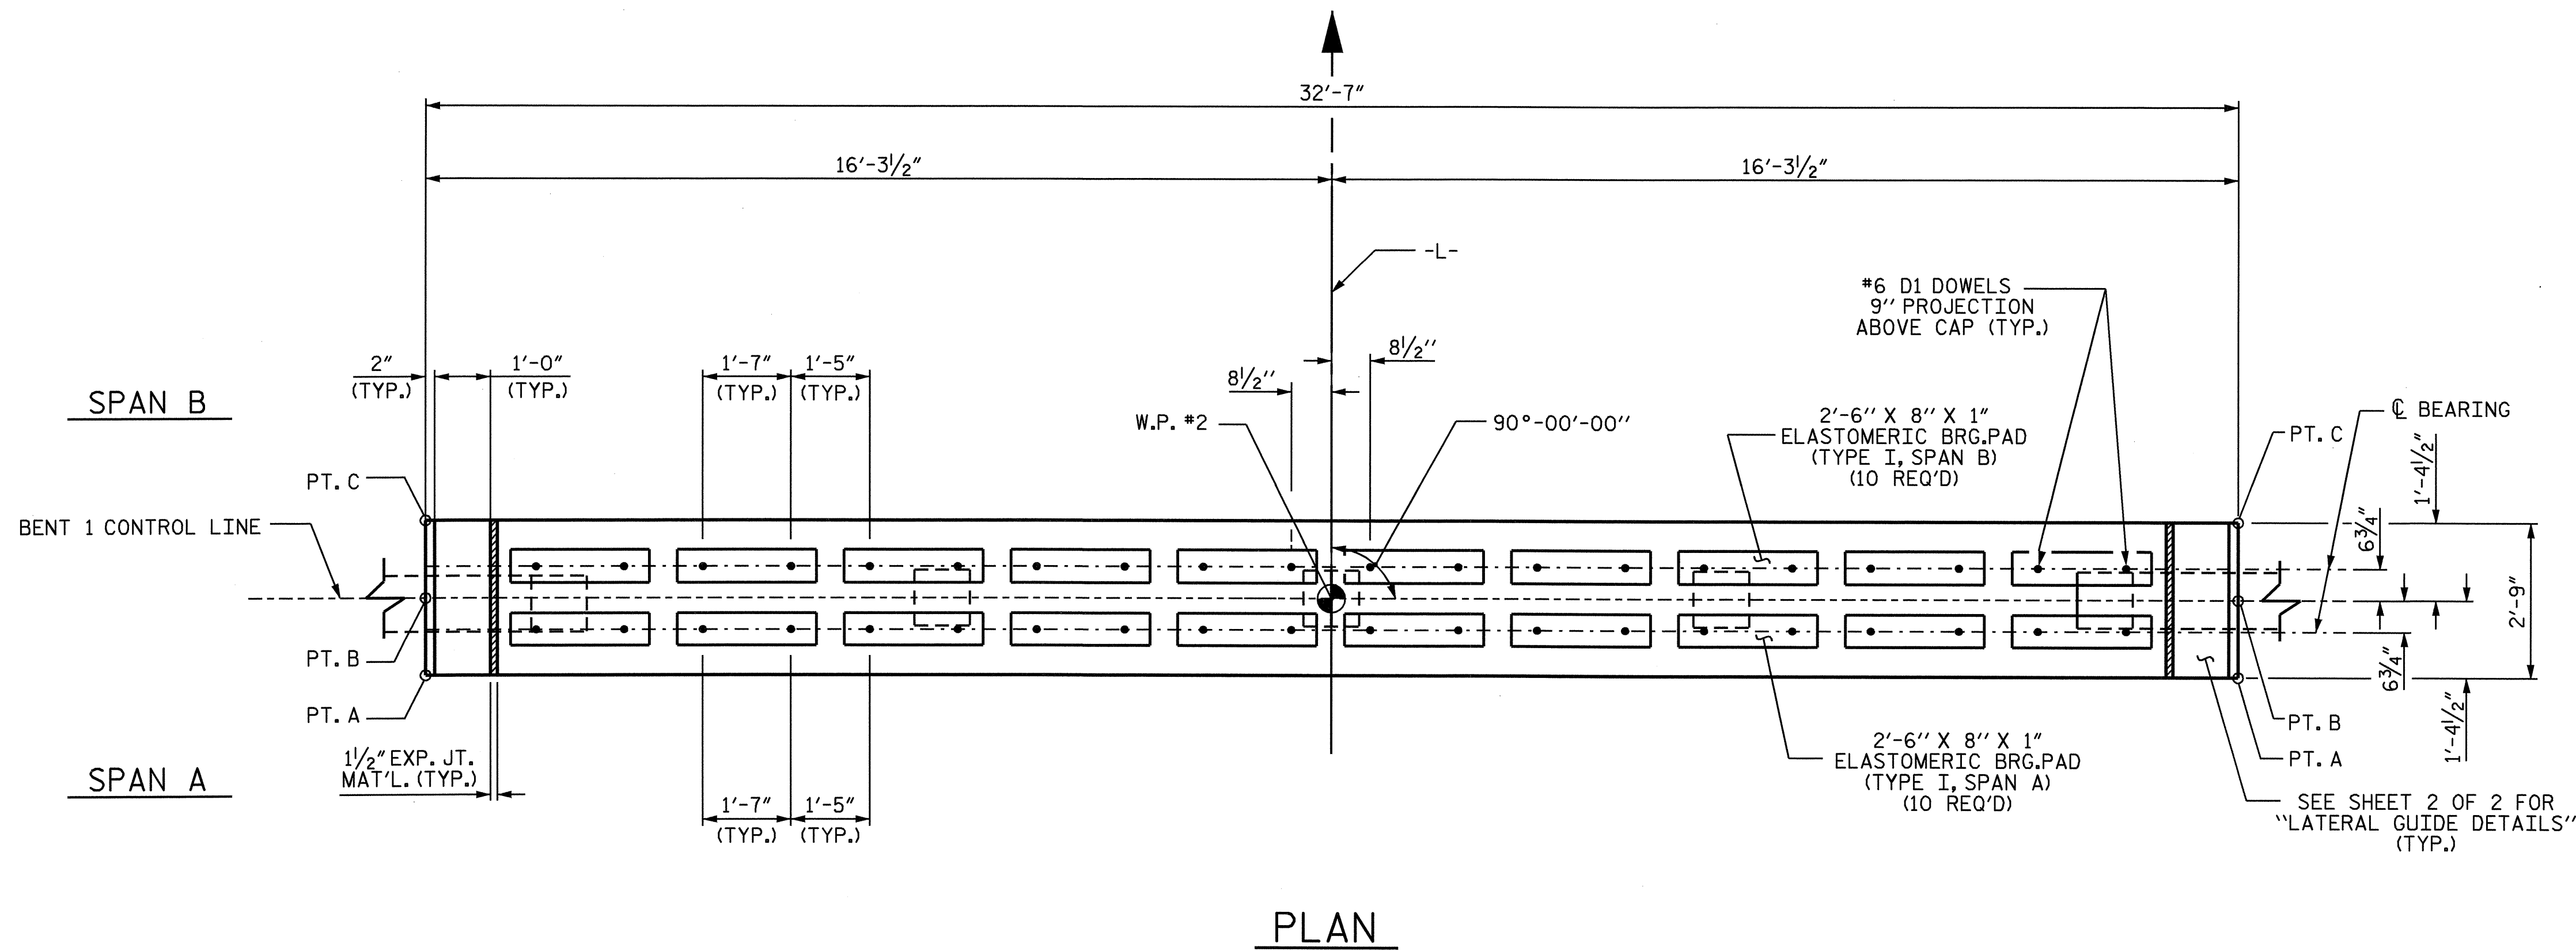 32'-7"
16'-3½"
16'-3½"
-L-
#6 D1 DOWELS
9" PROJECTION
ABOVE CAP (TYP.)
8½"
8½"
2"
(TYP.)
1'-0"
(TYP.)
1'-7"
(TYP.)
1'-5"
(TYP.)
SPAN B
W.P. #2
90°-00'-00"
2'-6" X 8" X 1"
ELASTOMERIC BRG.PAD
(TYPE I, SPAN B)
(10 REQ'D)
℄ BEARING
PT. C
PT. C
1'-4½"
6¾"
BENT 1 CONTROL LINE
2'-9"
PT. B
6¾"
PT. A
1'-4½"
PT. B
PT. A
1½" EXP. JT.
MAT'L. (TYP.)
SPAN A
1'-7"
(TYP.)
1'-5"
(TYP.)
2'-6" X 8" X 1"
ELASTOMERIC BRG.PAD
(TYPE I, SPAN A)
(10 REQ'D)
SEE SHEET 2 OF 2 FOR
"LATERAL GUIDE DETAILS"
(TYP.)
PLAN